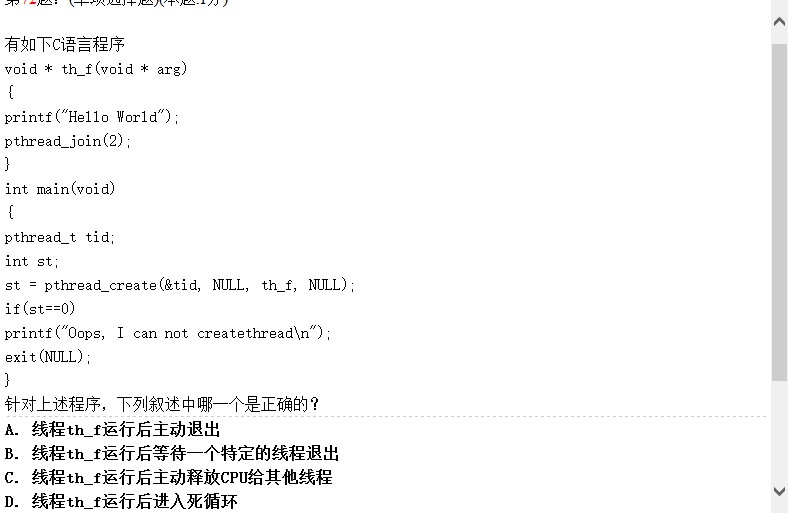 第72题: (单项选择题)(本题1分)
有如下C语言程序
void * th_f(void * arg)
{
printf("Hello World");
pthread_join(2);
}
int main(void)
{
pthread_t tid;
int st;
st = pthread_create(&tid, NULL, th_f, NULL);
if(st==0)
printf("Oops, I can not createthread\n");
exit(NULL);
}
针对上述程序，下列叙述中哪一个是正确的？
A. 线程th_f运行后主动退出
B. 线程th_f运行后等待一个特定的线程退出
C. 线程th_f运行后主动释放CPU给其他线程
D. 线程th_f运行后进入死循环